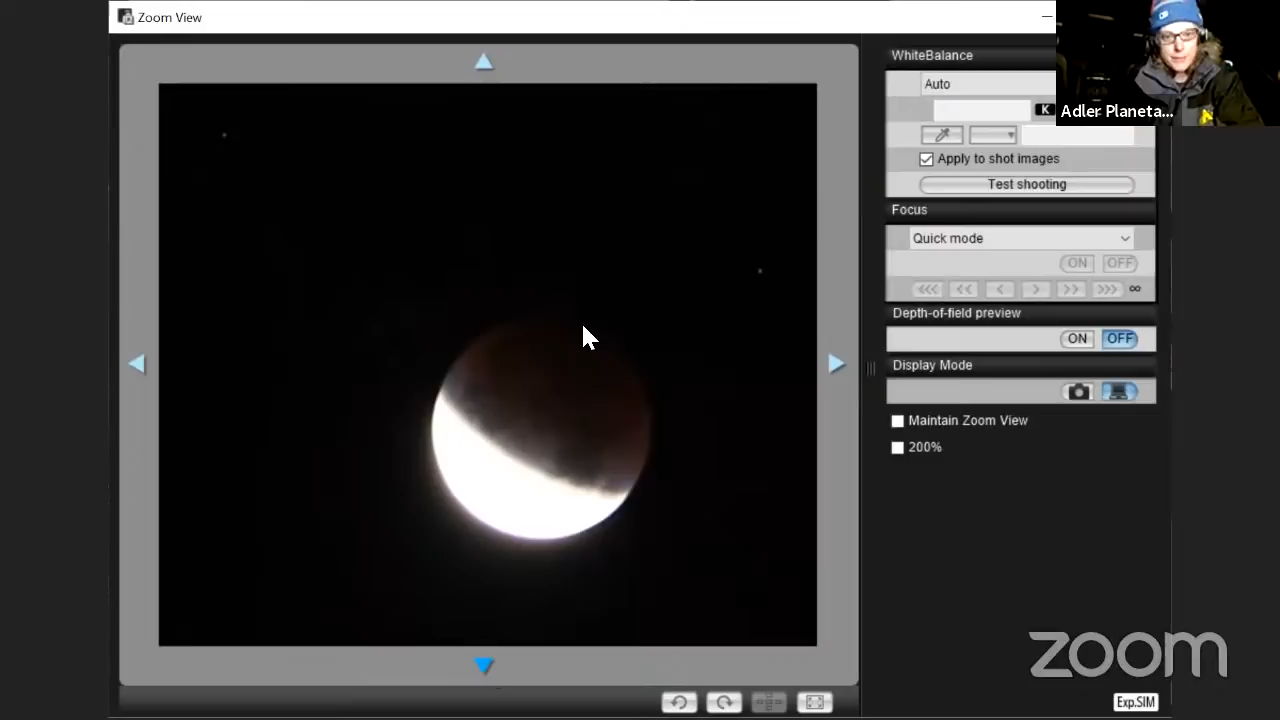 Zoom View
WhiteBalance
Auto
K
Adler Planeta...
Apply to shot images
Test shooting
Focus
Quick mode
ON OFF
<<< << < > >> >>> ∞
Depth-of-field preview
ON OFF
Display Mode
Maintain Zoom View
200%
zoom
Exp.SIM